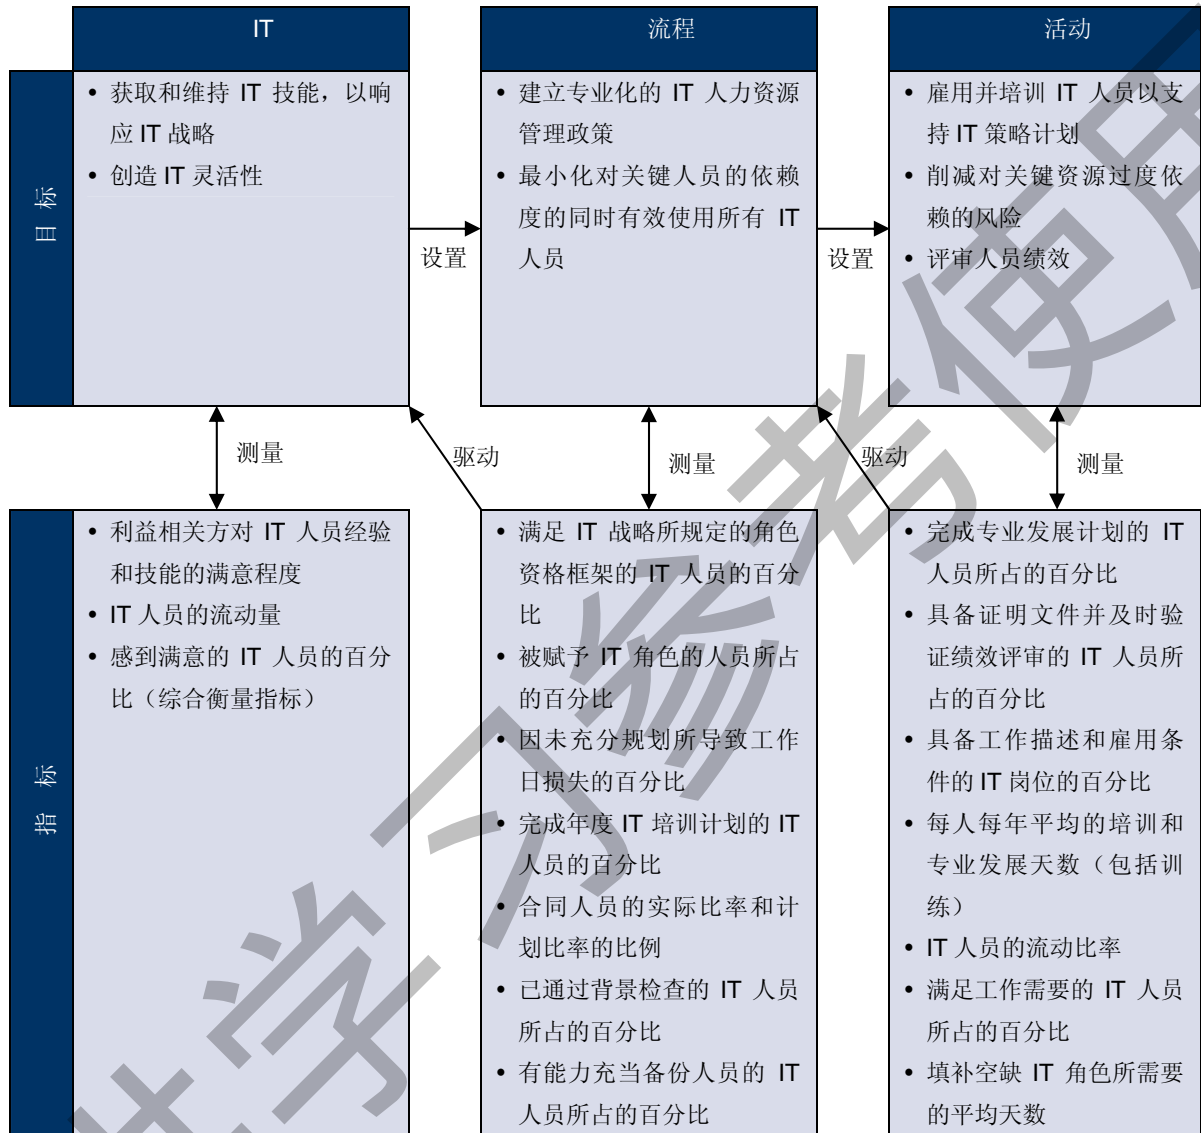 IT
流程
活动
目 标
• 获取和维持 IT 技能，以响
应 IT 战略
• 创造 IT 灵活性
• 建立专业化的 IT 人力资源
管理政策
• 最小化对关键人员的依赖
度的同时有效使用所有 IT
人员
• 雇用并培训 IT 人员以支
持 IT 策略计划
• 削减对关键资源过度依
赖的风险
• 评审人员绩效
设置
设置
测量
驱动
测量
驱动
测量
指 标
• 利益相关方对 IT 人员经验
和技能的满意程度
• IT 人员的流动量
• 感到满意的 IT 人员的百分
比（综合衡量指标）
• 满足 IT 战略所规定的角色
资格框架的 IT 人员的百分
比
• 被赋予 IT 角色的人员所占
的百分比
• 因未充分规划所导致工作
日损失的百分比
• 完成年度 IT 培训计划的 IT
人员的百分比
• 合同人员的实际比率和计
划比率的比例
• 已通过背景检查的 IT 人员
所占的百分比
• 有能力充当备份人员的 IT
人员所占的百分比
• 完成专业发展计划的 IT
人员所占的百分比
• 具备证明文件并及时验
证绩效评审的 IT 人员所
占的百分比
• 具备工作描述和雇用条
件的 IT 岗位的百分比
• 每人每年平均的培训和
专业发展天数（包括训
练）
• IT 人员的流动比率
• 满足工作需要的 IT 人员
所占的百分比
• 填补空缺 IT 角色所需要
的平均天数
供学习参考使用